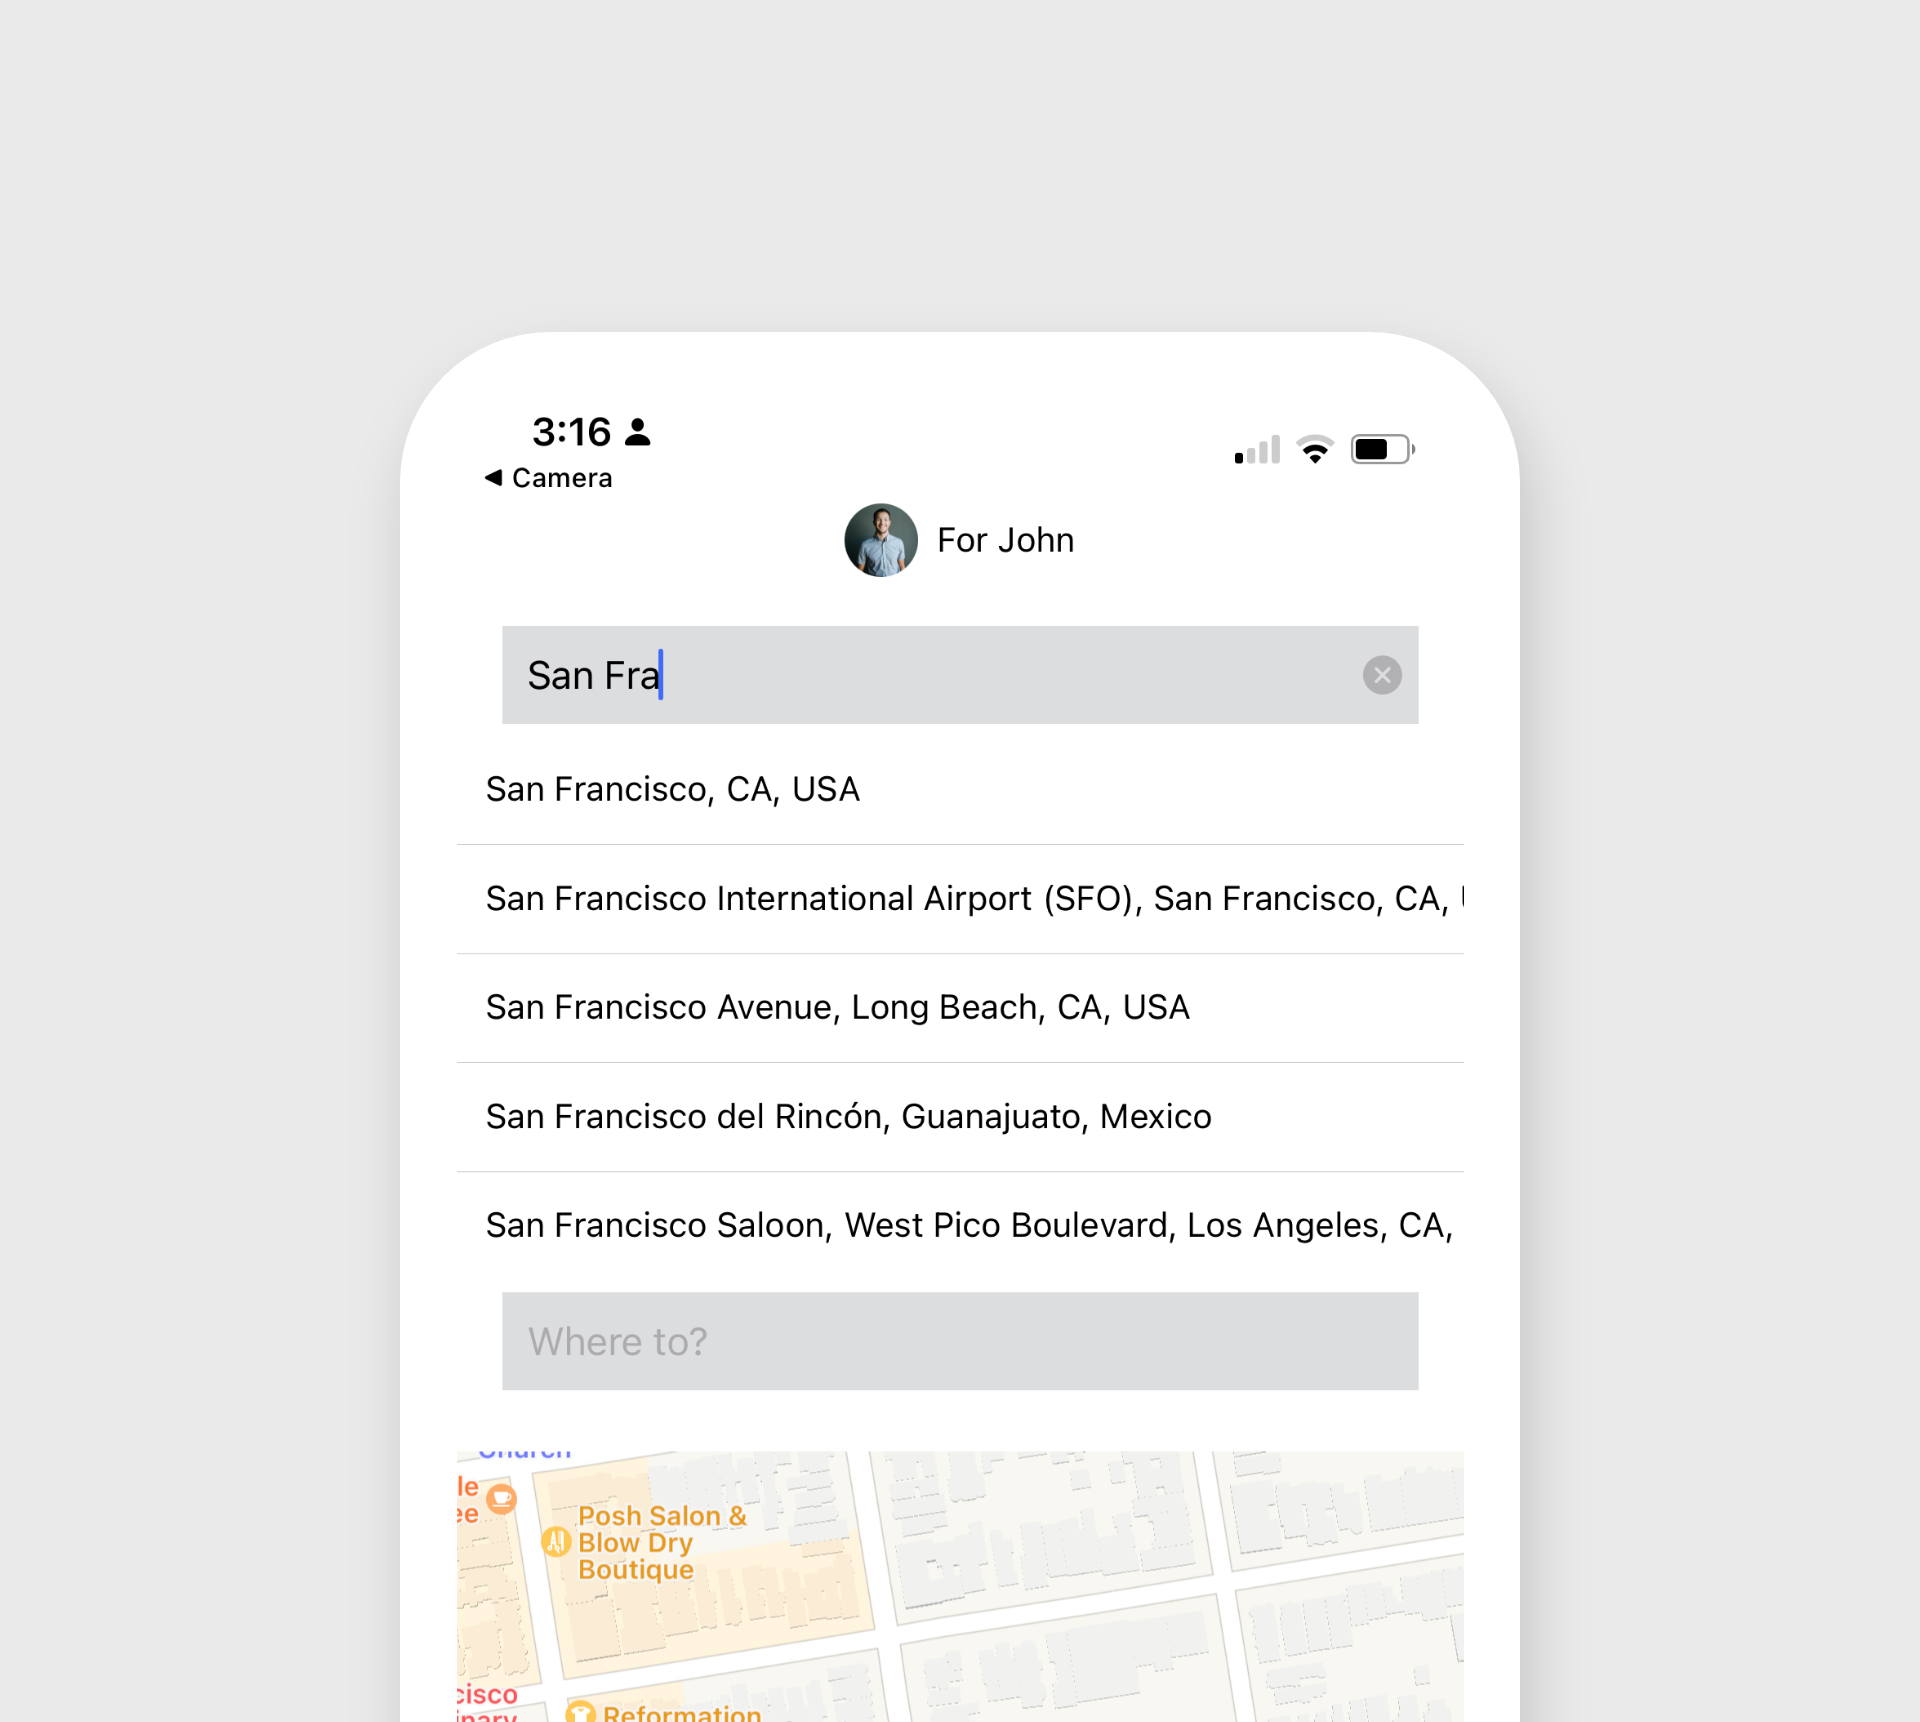 3:16
Camera
For John
San Fra
San Francisco, CA, USA
San Francisco International Airport (SFO), San Francisco, CA,
San Francisco Avenue, Long Beach, CA, USA
San Francisco del Rincón, Guanajuato, Mexico
San Francisco Saloon, West Pico Boulevard, Los Angeles, CA,
Where to?
Church
le
ee
Posh Salon &
Blow Dry
Boutique
cisco
inary
Reformation